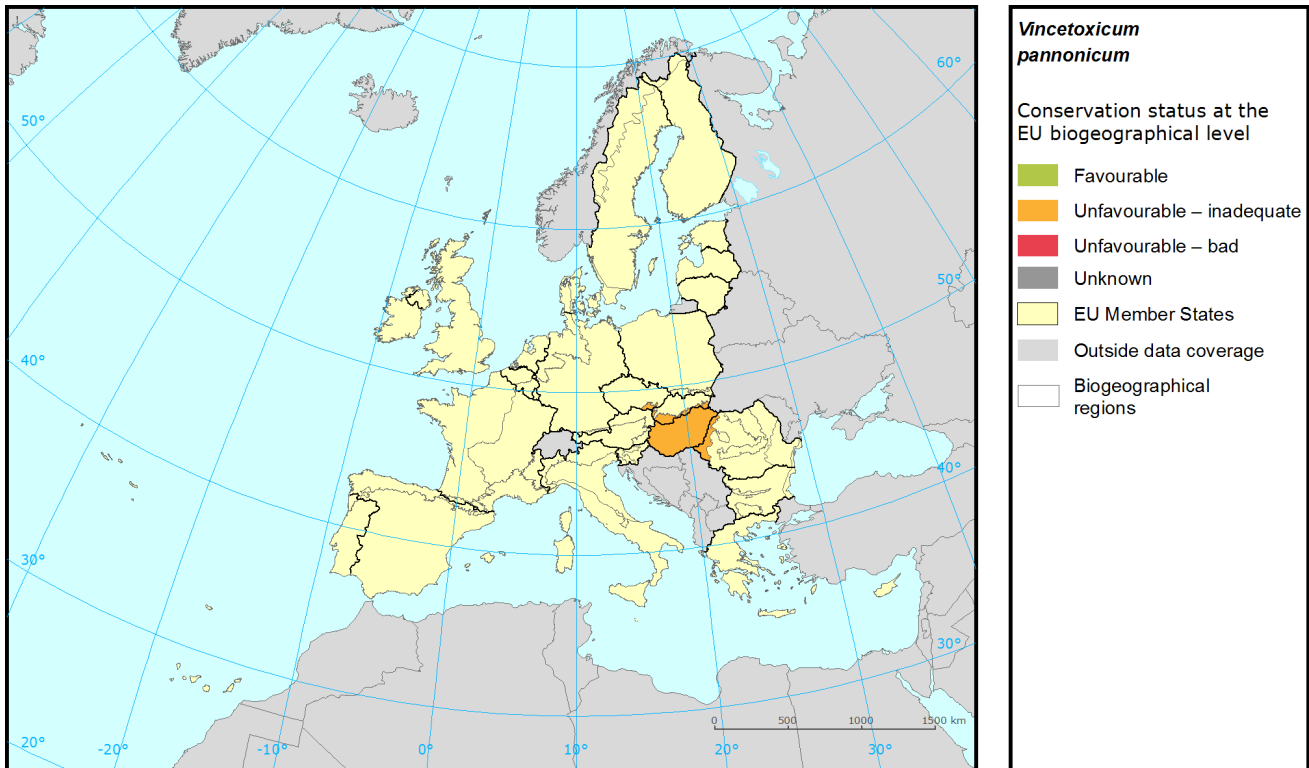 Vincetoxicum
pannonicum
Conservation status at the
EU biogeographical level
Favourable
Unfavourable – inadequate
Unfavourable – bad
Unknown
EU Member States
Outside data coverage
Biogeographical
regions
60°
50°
50°
40°
40°
30°
30°
0 500 1000 1500 km
20° -20° -10° 0° 10° 20° 30°